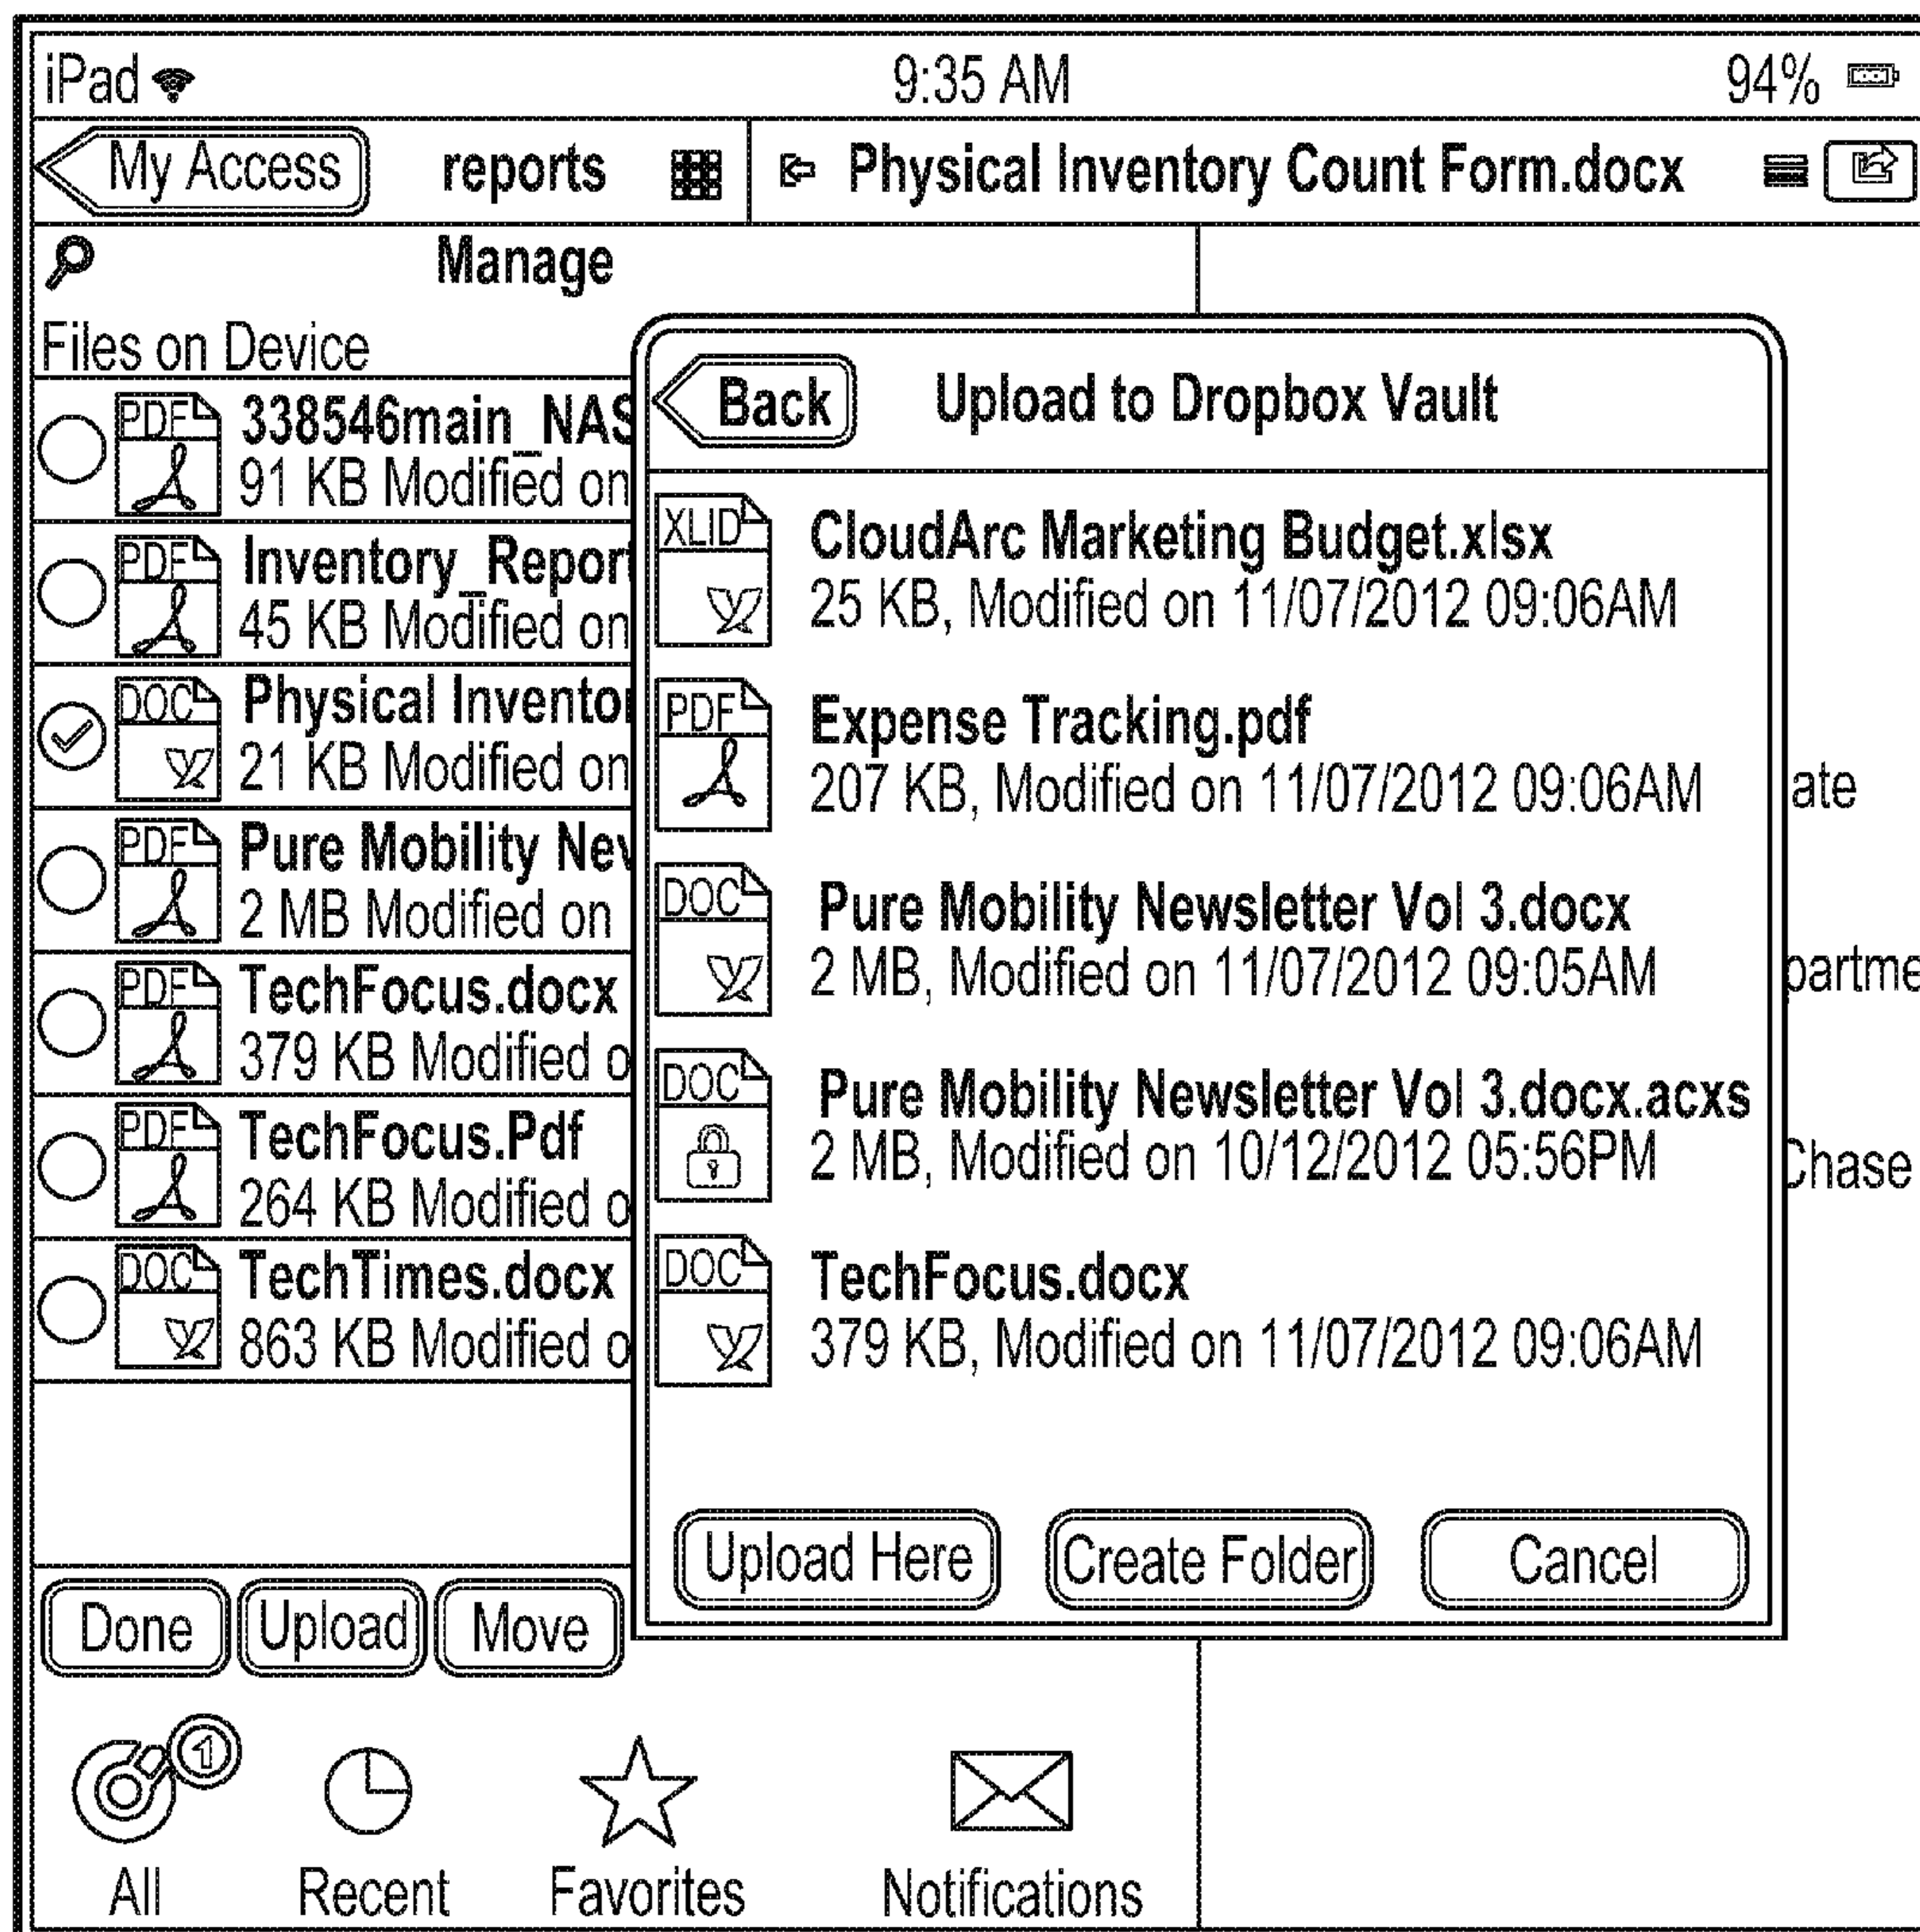 iPad 9:35 AM 94%
My Access reports Physical Inventory Count Form.docx
Manage
Files on Device
PDF 338546main_NAS
91 KB Modified on
PDF Inventory_Repor
45 KB Modified on
DOC Physical Invento
21 KB Modified on
PDF Pure Mobility Ne
2 MB Modified on
PDF TechFocus.docx
379 KB Modified o
PDF TechFocus.Pdf
264 KB Modified o
DOC TechTimes.docx
863 KB Modified o
Done Upload Move
Back Upload to Dropbox Vault
XLID CloudArc Marketing Budget.xlsx
25 KB, Modified on 11/07/2012 09:06AM
PDF Expense Tracking.pdf
207 KB, Modified on 11/07/2012 09:06AM
DOC Pure Mobility Newsletter Vol 3.docx
2 MB, Modified on 11/07/2012 09:05AM
DOC Pure Mobility Newsletter Vol 3.docx.acxs
2 MB, Modified on 10/12/2012 05:56PM
DOC TechFocus.docx
379 KB, Modified on 11/07/2012 09:06AM
Upload Here Create Folder Cancel
ate
partme
Chase
1
All Recent Favorites Notifications